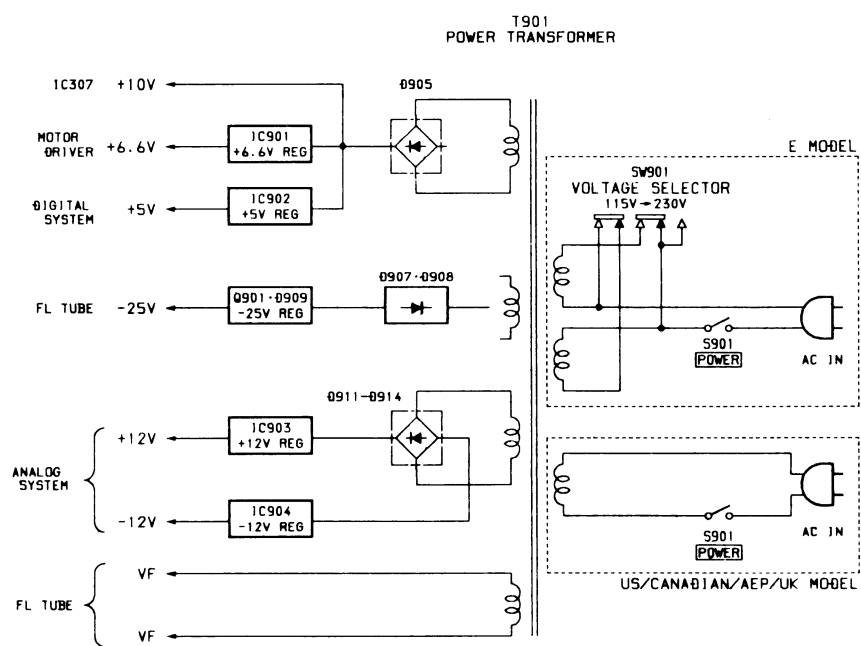 T901
POWER TRANSFORMER
IC307 +10V
D905
MOTOR
DRIVER +6.6V
IC901
+6.6V REG
DIGITAL
SYSTEM +5V
IC902
+5V REG
E MODEL
SW901
VOLTAGE SELECTOR
115V↔230V
FL TUBE -25V
Q901·D909
-25V REG
D907·D908
S901
POWER
AC IN
D911-D914
ANALOG
SYSTEM
+12V
IC903
+12V REG
-12V
IC904
-12V REG
S901
POWER
AC IN
US/CANADIAN/AEP/UK MODEL
FL TUBE
VF
VF